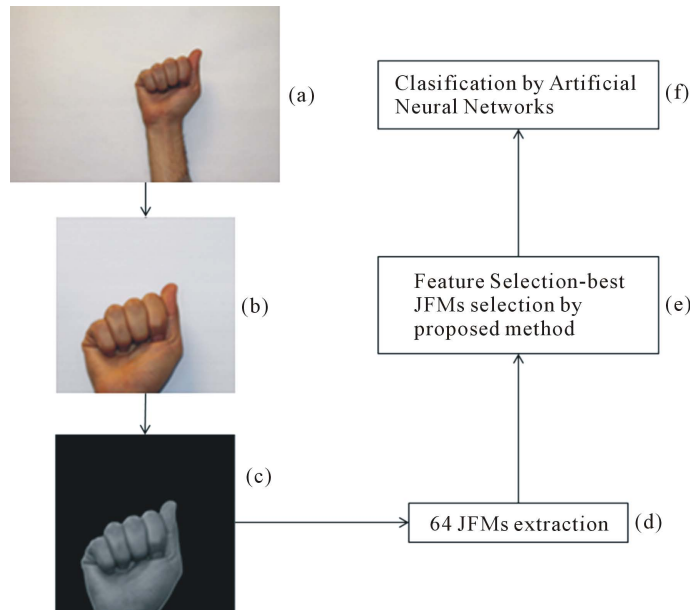 (a)
(b)
(c)
64 JFMs extraction
(d)
Feature Selection-best
JFMs selection by
proposed method
(e)
Clasification by Artificial
Neural Networks
(f)